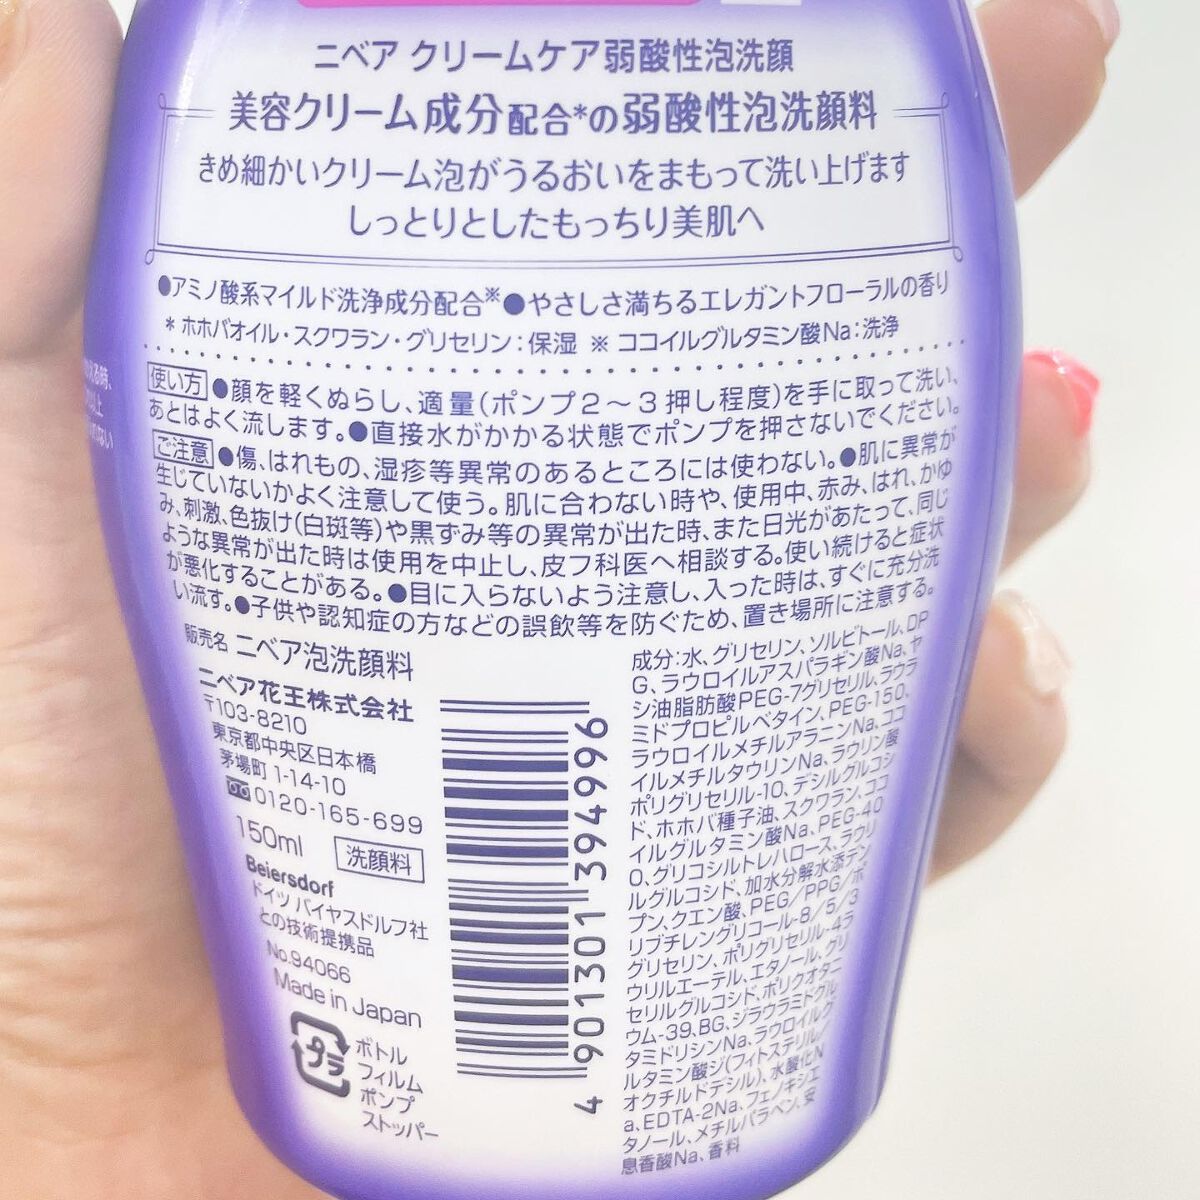 ニベア クリームケア弱酸性泡洗顔
美容クリーム成分配合*の弱酸性泡洗顔料
きめ細かいクリーム泡がうるおいをまもって洗い上げます
しっとりとしたもっちり美肌へ
●アミノ酸系マイルド洗浄成分配合※●やさしさ満ちるエレガントフローラルの香り
* ホホバオイル・スクワラン・グリセリン:保湿 ※ ココイルグルタミン酸Na:洗浄
使い方 ●顔を軽くぬらし、適量(ポンプ2〜3押し程度)を手に取って洗い、
あとはよく流します。●直接水がかかる状態でポンプを押さないでください。
ご注意 ●傷、はれもの、湿疹等異常のあるところには使わない。●肌に異常が
生じていないかよく注意して使う。肌に合わない時や、使用中、赤み、はれ、かゆ
み、刺激、色抜け(白斑等)や黒ずみ等の異常が出た時、また日光があたって、同じ
ような異常が出た時は使用を中止し、皮フ科医へ相談する。使い続けると症状
が悪化することがある。●目に入らないよう注意し、入った時は、すぐに充分洗
い流す。●子供や認知症の方などの誤飲等を防ぐため、置き場所に注意する。
販売名 ニベア泡洗顔料
ニベア花王株式会社
〒103-8210
東京都中央区日本橋
茅場町1-14-10
0120-165-699
150ml 洗顔料
Beiersdorf
ドイツ バイヤスドルフ社
との技術提携品
No.94066
Made in Japan
プラ
ボトル
フィルム
ポンプ
ストッパー
4 901301 394996
成分:水、グリセリン、ソルビトール、DP
G、ラウロイルアスパラギン酸Na、ヤ
シ油脂肪酸PEG-7グリセリル、ラウラ
ミドプロピルベタイン、PEG-150、
ラウロイルメチルアラニンNa、ココ
イルメチルタウリンNa、ラウリン酸
ポリグリセリル-10、デシルグルコシ
ド、ホホバ種子油、スクワラン、ココ
イルグルタミン酸Na、PEG-40
0、グリコシルトレハロース、ラウリ
ルグルコシド、加水分解水添デン
プン、クエン酸、PEG/PPG/ポ
リブチレングリコール-8/5/3
グリセリン、ポリグリセリル-4ラ
ウリルエーテル、エタノール、グリ
セリルグルコシド、ポリクオタニ
ウム-39、BG、ジラウラミドグル
タミドリシンNa、ラウロイルグ
ルタミン酸ジ(フィトステリル/
オクチルドデシル)、水酸化N
a、EDTA-2Na、フェノキシエ
タノール、メチルパラベン、安
息香酸Na、香料